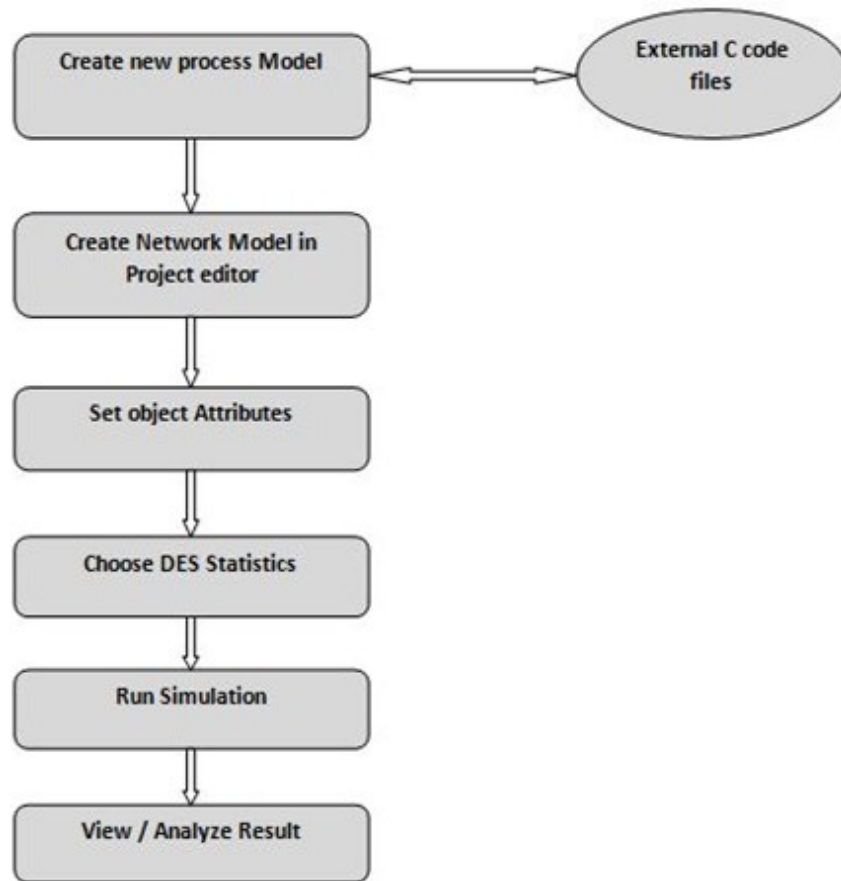 Create new process Model
External C code
files
Create Network Model in
Project editor
Set object Attributes
Choose DES Statistics
Run Simulation
View / Analyze Result